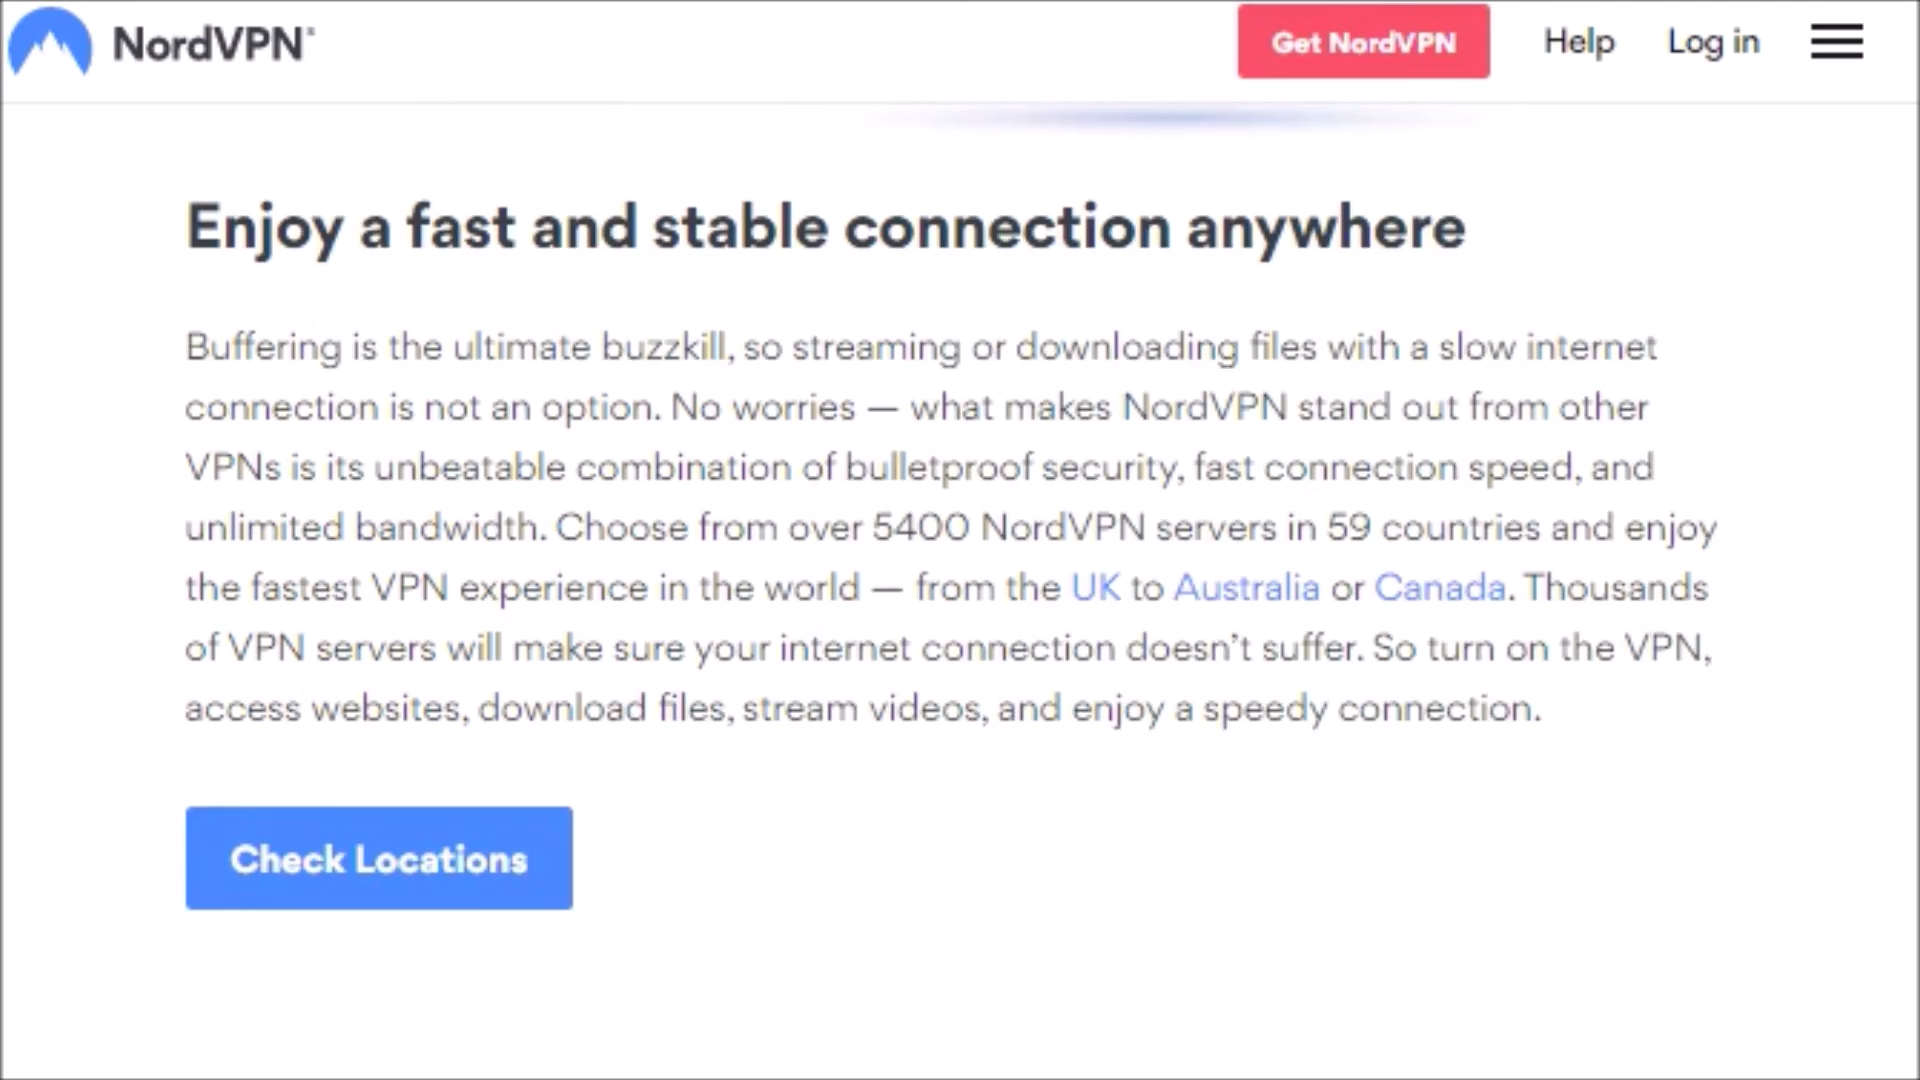 NordVPN®
Get NordVPN
Help
Log in
Enjoy a fast and stable connection anywhere
Buffering is the ultimate buzzkill, so streaming or downloading files with a slow internet
connection is not an option. No worries — what makes NordVPN stand out from other
VPNs is its unbeatable combination of bulletproof security, fast connection speed, and
unlimited bandwidth. Choose from over 5400 NordVPN servers in 59 countries and enjoy
the fastest VPN experience in the world — from the UK to Australia or Canada. Thousands
of VPN servers will make sure your internet connection doesn’t suffer. So turn on the VPN,
access websites, download files, stream videos, and enjoy a speedy connection.
Check Locations